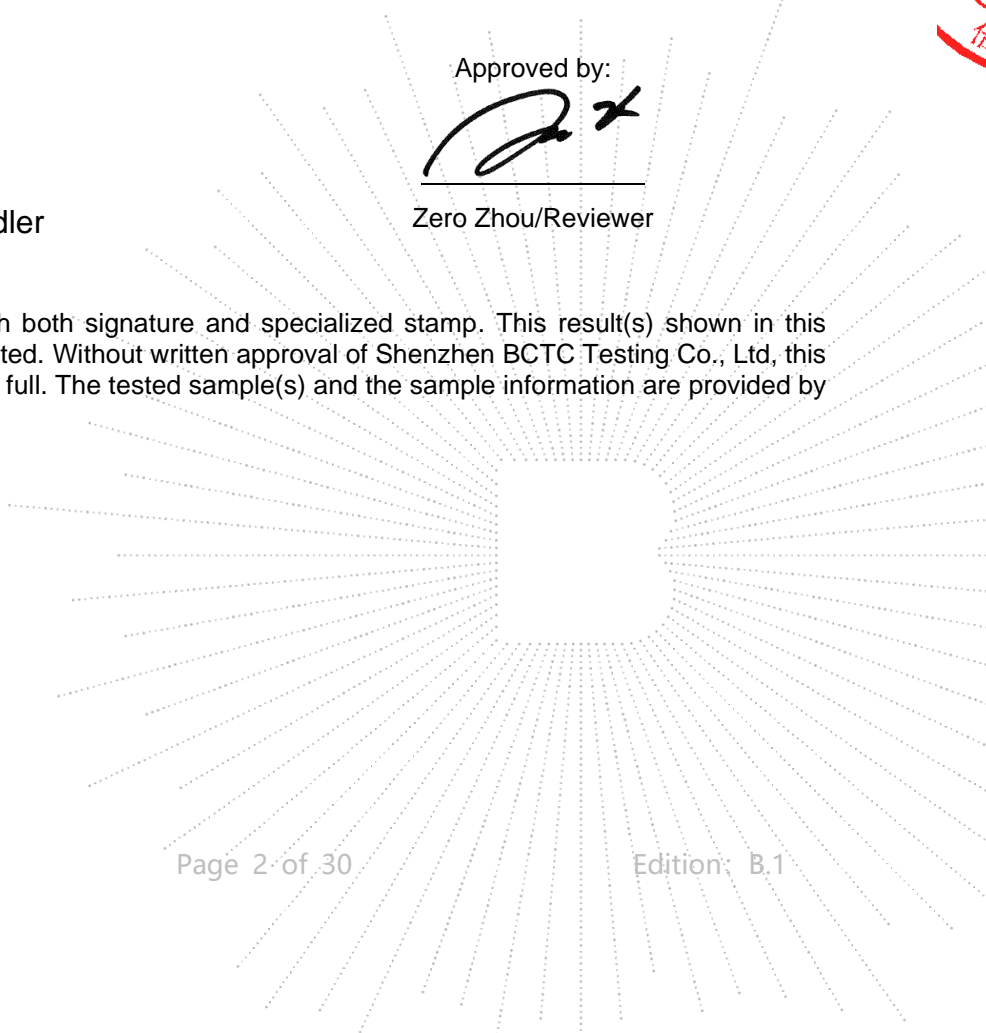 Approved by:
dler
Zero Zhou/Reviewer
h both signature and specialized stamp. This result(s) shown in this
ted. Without written approval of Shenzhen BCTC Testing Co., Ltd, this
full. The tested sample(s) and the sample information are provided by
Page 2 of 30 Edition: B.1